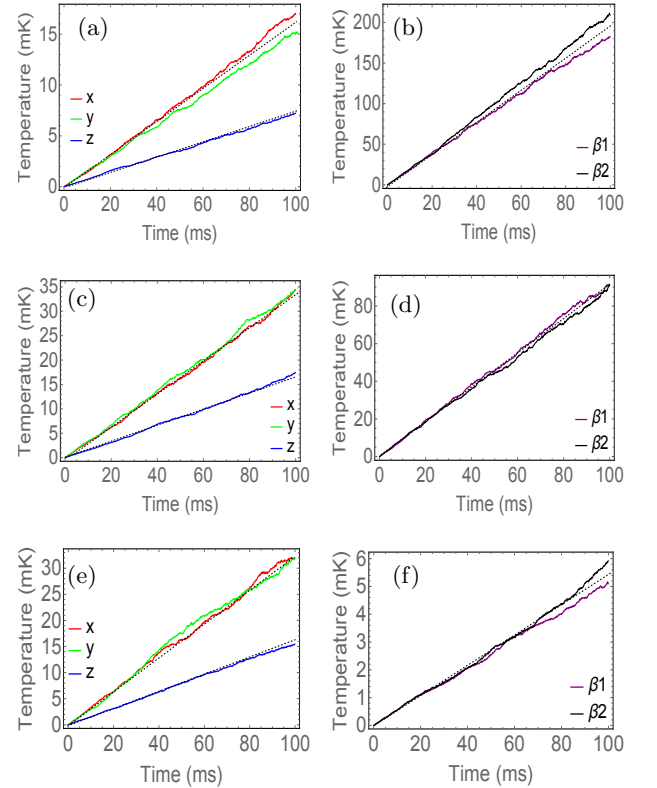 (a)
Temperature (mK)
15
10
5
0
x
y
z
0 20 40 60 80 100
Time (ms)
(b)
Temperature (mK)
200
150
100
50
0
β1
β2
0 20 40 60 80 100
Time (ms)
(c)
Temperature (mK)
35
30
25
20
15
10
5
0
x
y
z
0 20 40 60 80 100
Time (ms)
(d)
Temperature (mK)
80
60
40
20
0
β1
β2
0 20 40 60 80 100
Time (ms)
(e)
Temperature (mK)
30
25
20
15
10
5
0
x
y
z
0 20 40 60 80 100
Time (ms)
(f)
Temperature (mK)
6
5
4
3
2
1
0
β1
β2
0 20 40 60 80 100
Time (ms)